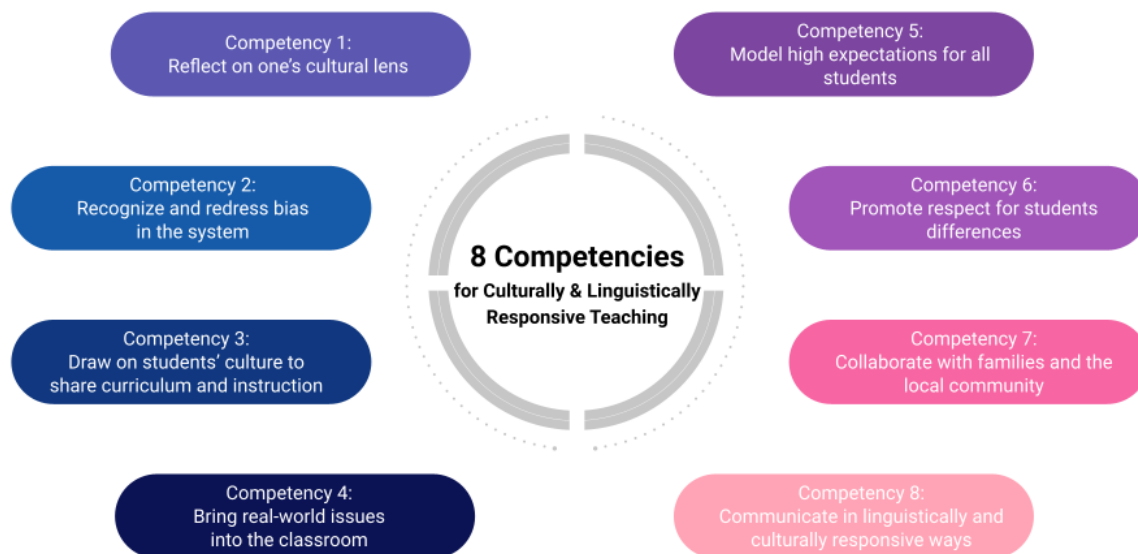 Competency 1:
Reflect on one's cultural lens
Competency 2:
Recognize and redress bias
in the system
Competency 3:
Draw on students' culture to
share curriculum and instruction
Competency 4:
Bring real-world issues
into the classroom
8 Competencies
for Culturally & Linguistically
Responsive Teaching
Competency 5:
Model high expectations for all
students
Competency 6:
Promote respect for students
differences
Competency 7:
Collaborate with families and the
local community
Competency 8:
Communicate in linguistically and
culturally responsive ways